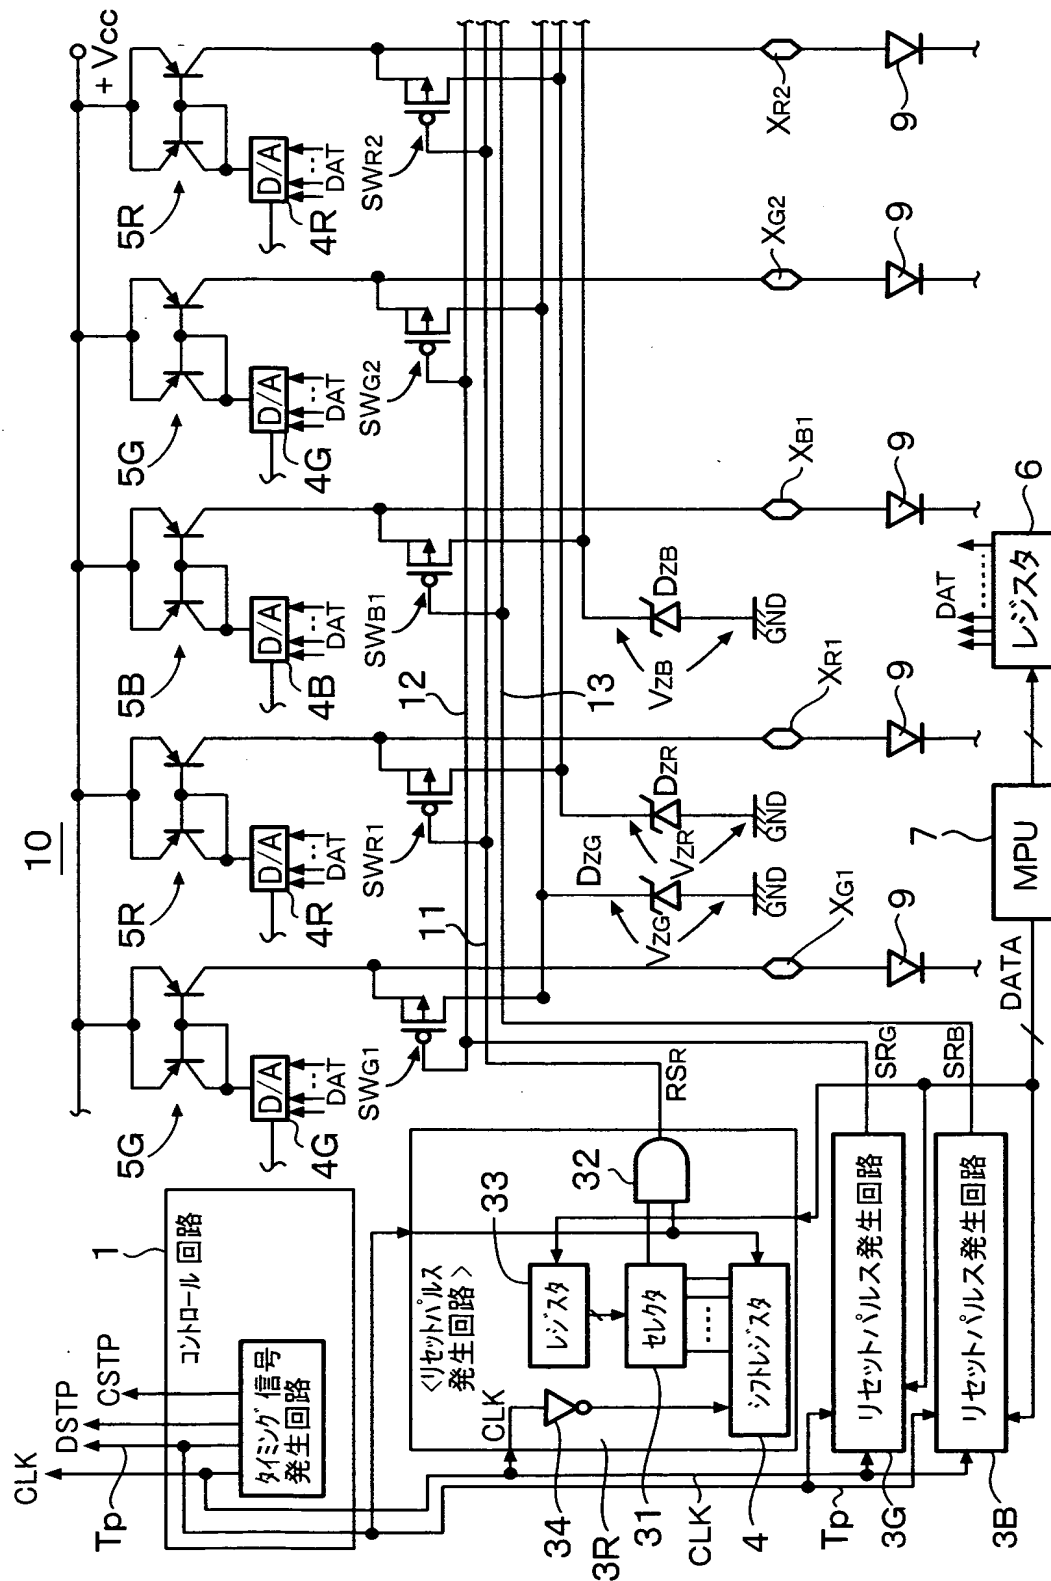 10
+ Vcc
5G
5R
5B
5G
5R
D/A
D/A
D/A
D/A
D/A
DAT
DAT
DAT
DAT
DAT
4G
4R
4B
4G
4R
SWG1
SWR1
SWB1
SWG2
SWR2
11
12
13
DZG
DZR
DZB
VZG
VZR
VZB
GND
GND
GND
XG1
XR1
XB1
XG2
XR2
9
9
9
9
9
CLK
DSTP
CSTP
Tp
1
コントロール回路
タイミング信号
発生回路
<リセットパルス
発生回路>
33
レジスタ
32
セレクタ
31
シフトレジスタ
4
CLK
34
3R
RSR
CLK
Tp
リセットパルス発生回路
3G
SRG
リセットパルス発生回路
3B
SRB
DATA
7
MPU
レジスタ
6
DAT